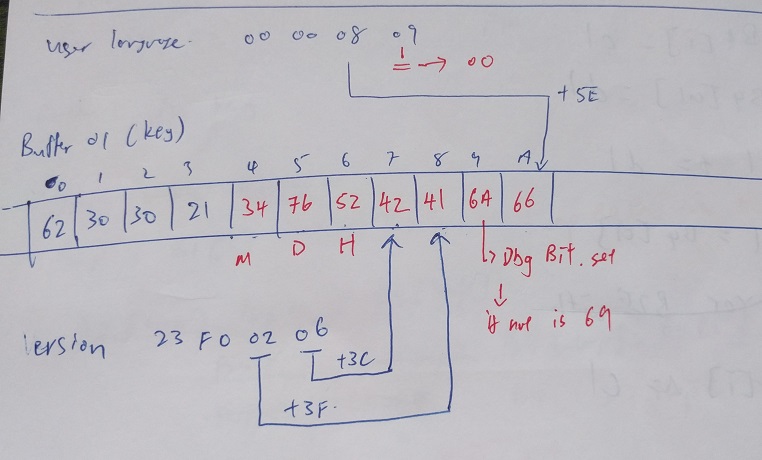 user language. 00 00 08 09
= → 00
+5E
Buffer 01 (key)
00 1 2 3 4 5 6 7 8 9 A
62 30 30 21 34 76 52 42 41 6A 66
M D H
Dbg Bit. set
if not is 69
Version 23 F0 02 06
+3C
+3F.